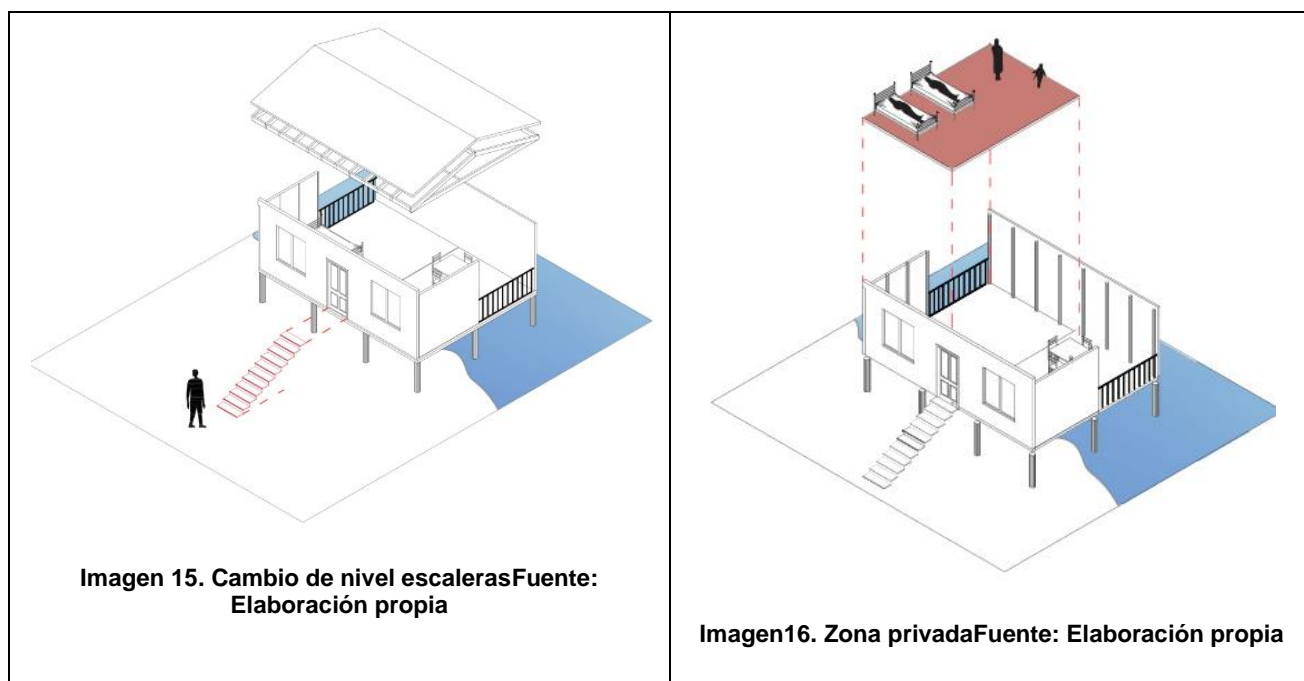 Imagen 15. Cambio de nivel escalerasFuente:
Elaboración propia
Imagen16. Zona privadaFuente: Elaboración propia